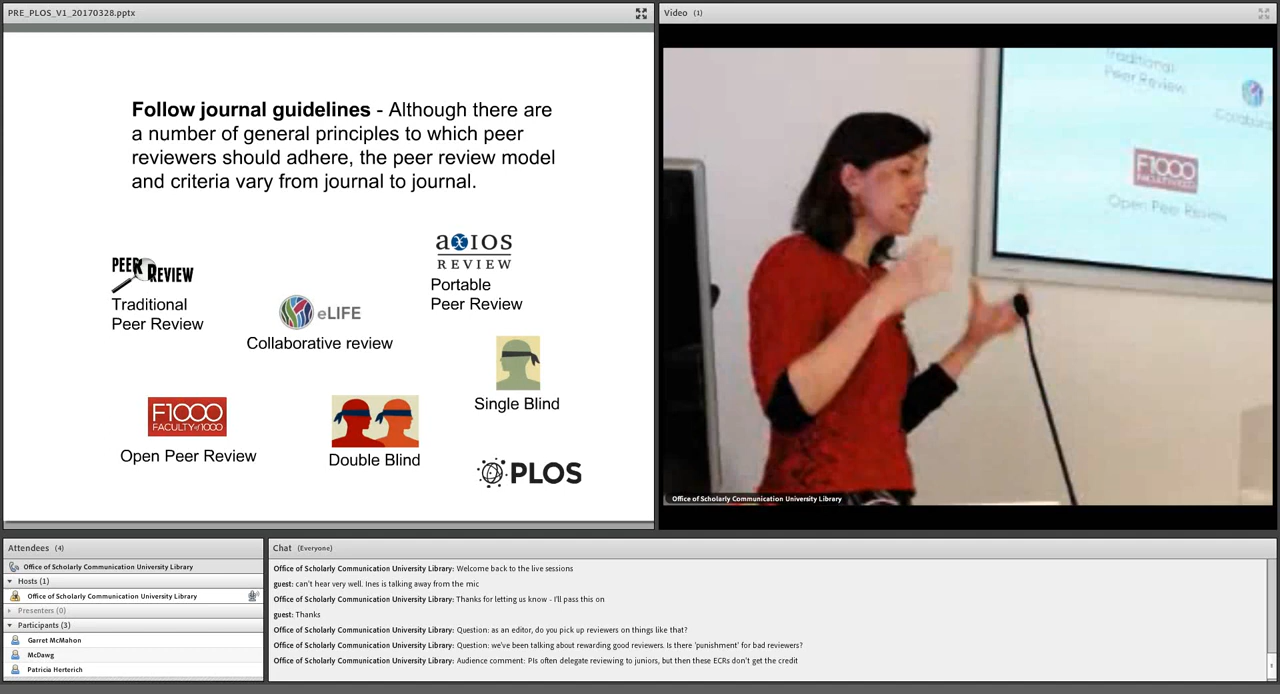 PRE_PLOS_V1_20170328.pptx
Follow journal guidelines - Although there are
a number of general principles to which peer
reviewers should adhere, the peer review model
and criteria vary from journal to journal.
PEER REVIEW
Traditional
Peer Review
eLIFE
Collaborative review
axios
REVIEW
Portable
Peer Review
Single Blind
F1000
FACULTY of 1000
Open Peer Review
Double Blind
PLOS
Video (1)
Traditional
Peer Review
F1000
Open Peer Review
Office of Scholarly Communication University Library
Attendees (4)
Office of Scholarly Communication University Library
Hosts (1)
Office of Scholarly Communication University Library
Presenters (0)
Participants (3)
Garret McMahon
McDawg
Patricia Herterich
Chat (Everyone)
Office of Scholarly Communication University Library: Welcome back to the live sessions
guest: can't hear very well. Ines is talking away from the mic
Office of Scholarly Communication University Library: Thanks for letting us know - I'll pass this on
guest: Thanks
Office of Scholarly Communication University Library: Question: as an editor, do you pick up reviewers on things like that?
Office of Scholarly Communication University Library: Question: we've been talking about rewarding good reviewers. Is there 'punishment' for bad reviewers?
Office of Scholarly Communication University Library: Audience comment: PIs often delegate reviewing to juniors, but then these ECRs don't get the credit